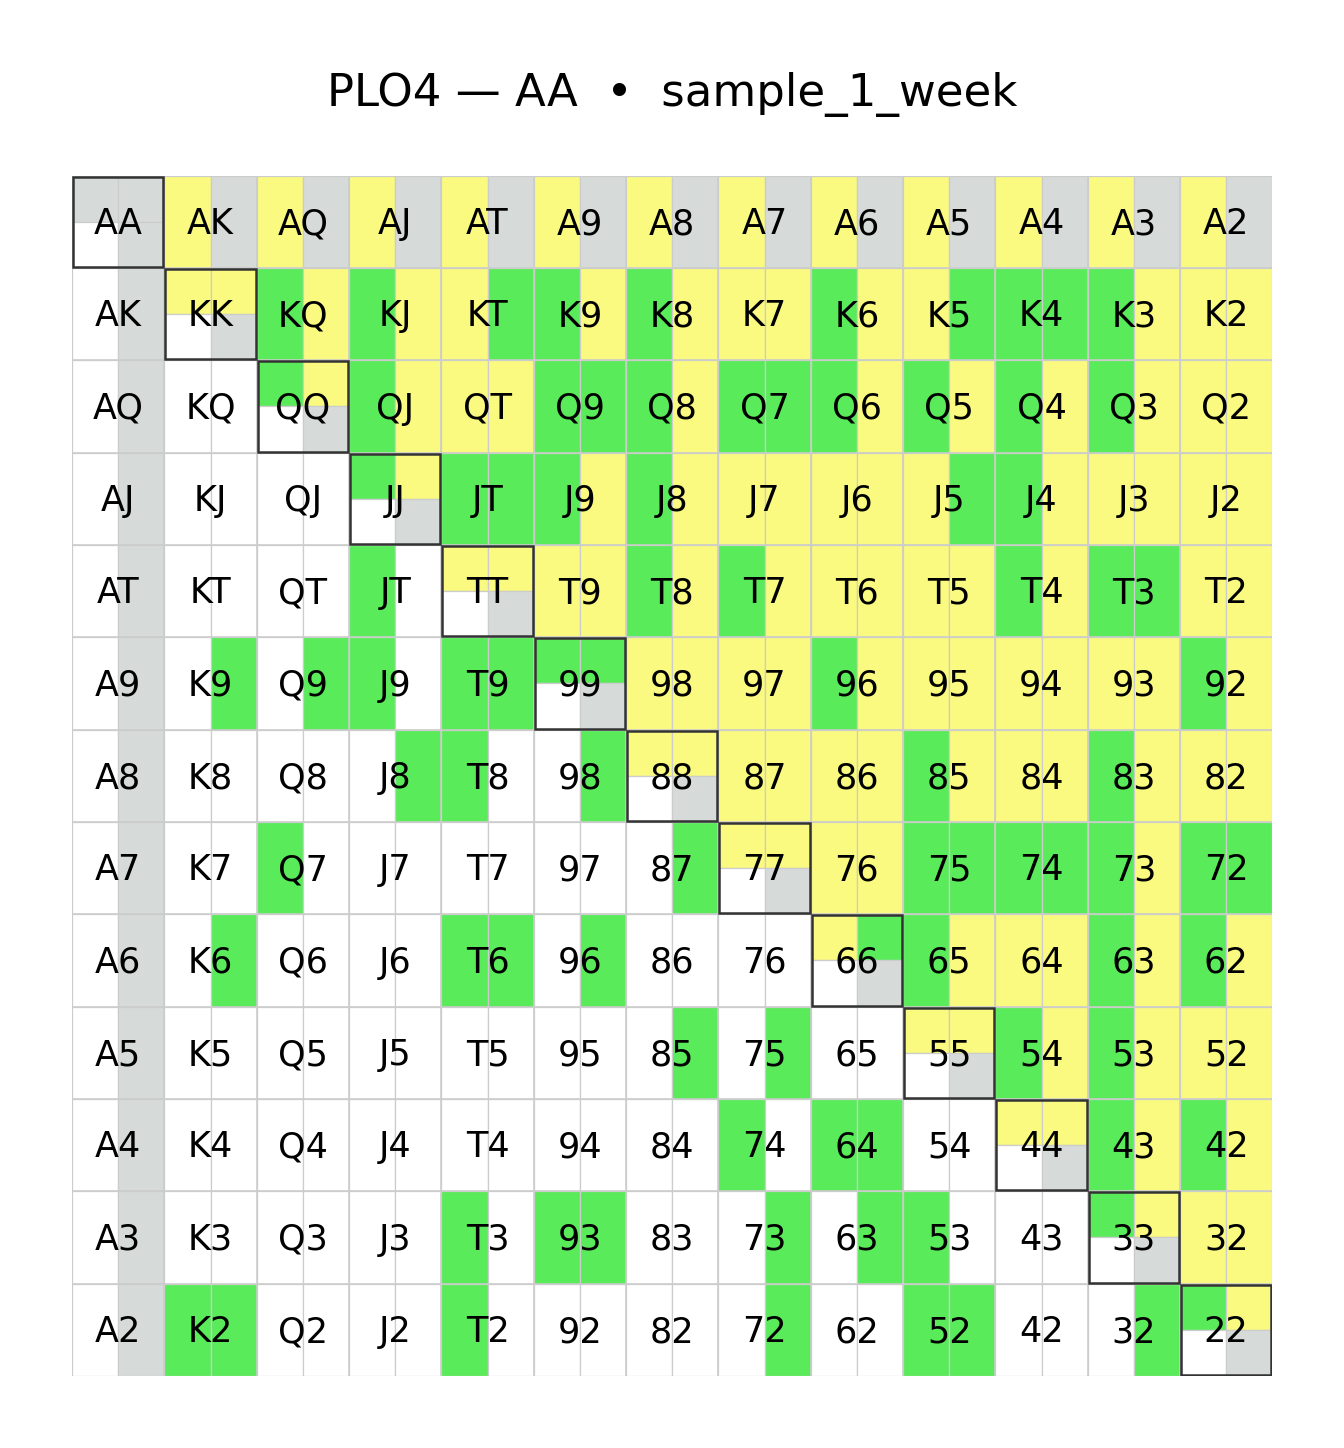 PLO4 — AA • sample_1_week
AA AK AQ AJ AT A9 A8 A7 A6 A5 A4 A3 A2
AK KK KQ KJ KT K9 K8 K7 K6 K5 K4 K3 K2
AQ KQ QQ QJ QT Q9 Q8 Q7 Q6 Q5 Q4 Q3 Q2
AJ KJ QJ JJ JT J9 J8 J7 J6 J5 J4 J3 J2
AT KT QT JT TT T9 T8 T7 T6 T5 T4 T3 T2
A9 K9 Q9 J9 T9 99 98 97 96 95 94 93 92
A8 K8 Q8 J8 T8 98 88 87 86 85 84 83 82
A7 K7 Q7 J7 T7 97 87 77 76 75 74 73 72
A6 K6 Q6 J6 T6 96 86 76 66 65 64 63 62
A5 K5 Q5 J5 T5 95 85 75 65 55 54 53 52
A4 K4 Q4 J4 T4 94 84 74 64 54 44 43 42
A3 K3 Q3 J3 T3 93 83 73 63 53 43 33 32
A2 K2 Q2 J2 T2 92 82 72 62 52 42 32 22